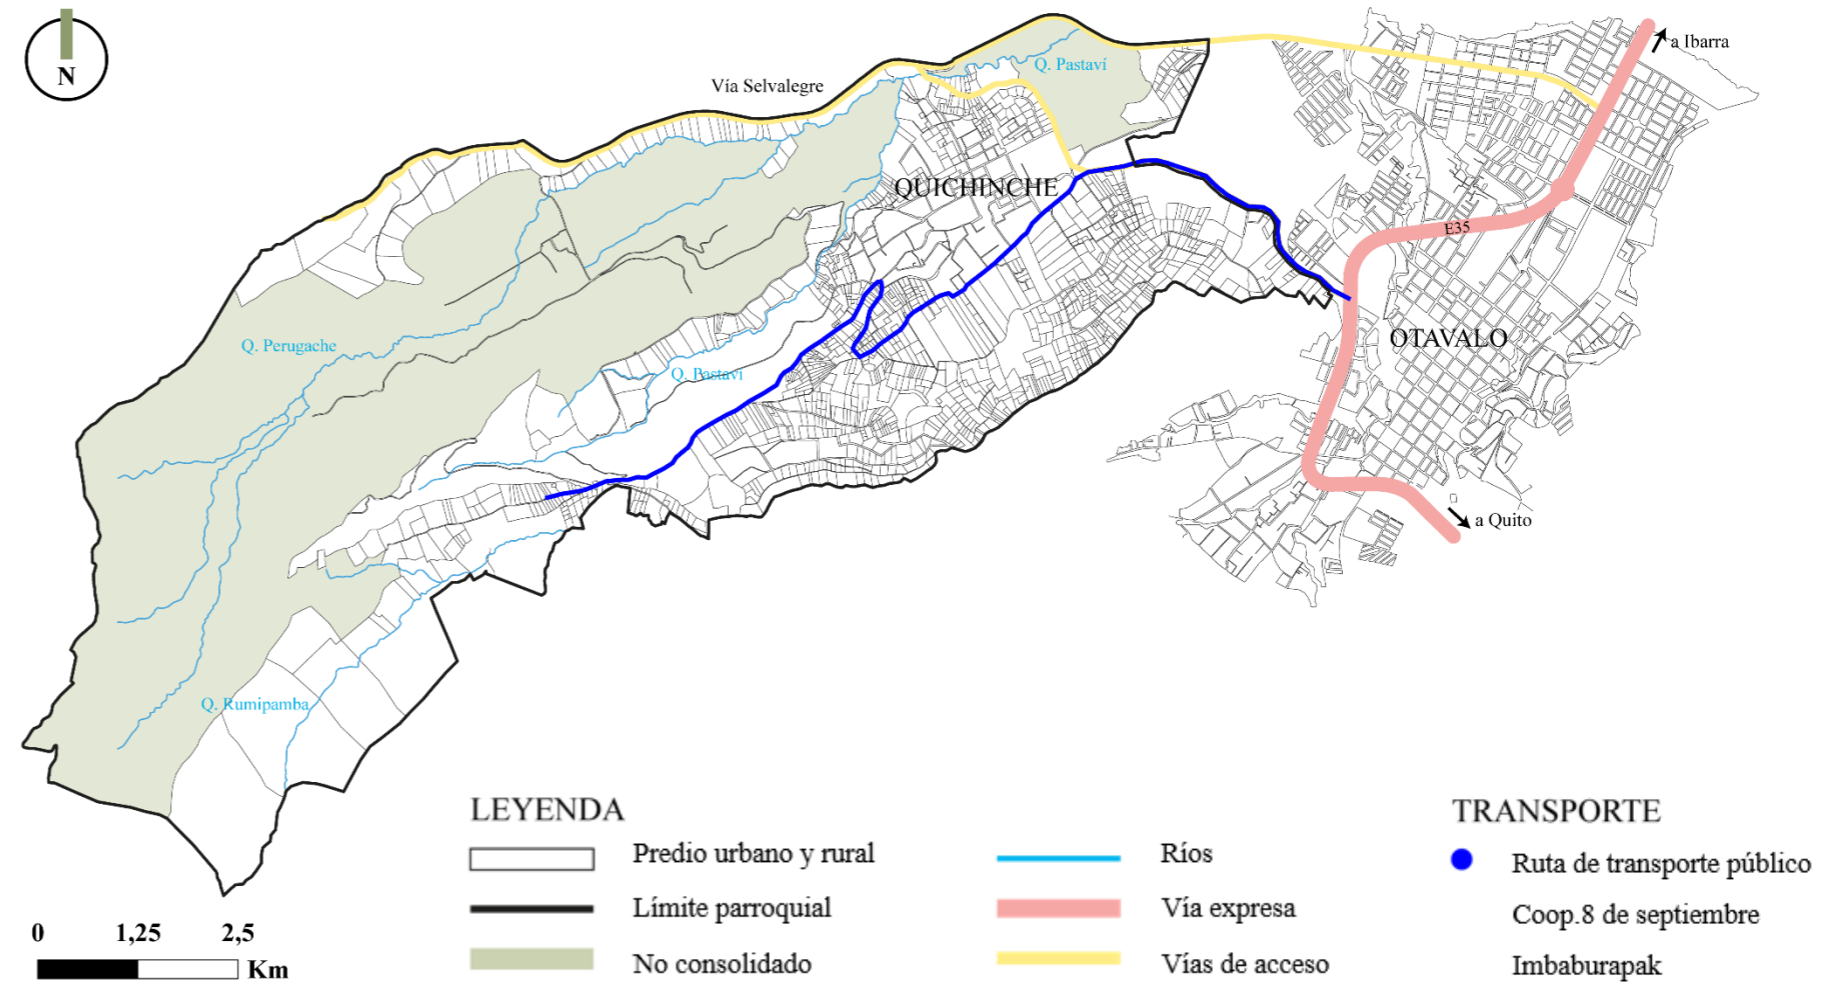 N
a Ibarra
Q. Pastaví
Vía Selvalegre
QUICHINCHE
E35
OTAVALO
Q. Perugache
Q. Pastaví
a Quito
Q. Rumipamba
LEYENDA
Predio urbano y rural
Límite parroquial
No consolidado
Ríos
Vía expresa
Vías de acceso
TRANSPORTE
Ruta de transporte público
Coop.8 de septiembre
Imbaburapak
0 1,25 2,5
Km